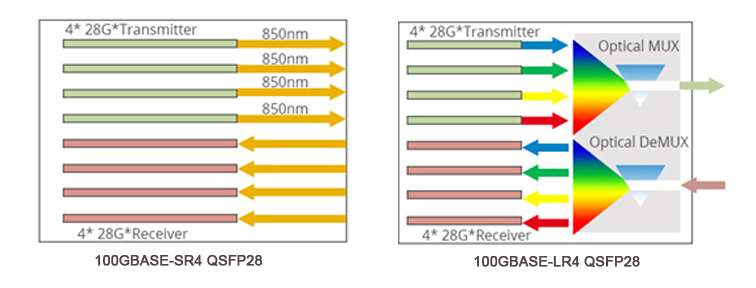 4* 28G*Transmitter
850nm
850nm
850nm
850nm
4* 28G*Receiver
100GBASE-SR4 QSFP28
4* 28G*Transmitter
Optical MUX
Optical DeMUX
4* 28G*Receiver
100GBASE-LR4 QSFP28